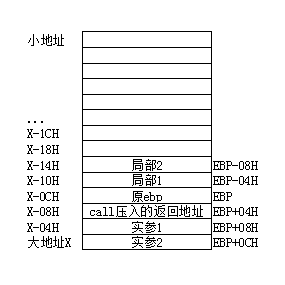 小地址
...
X-1CH
X-18H
X-14H 局部2 EBP-08H
X-10H 局部1 EBP-04H
X-0CH 原ebp EBP
X-08H call压入的返回地址 EBP+04H
X-04H 实参1 EBP+08H
大地址X 实参2 EBP+0CH